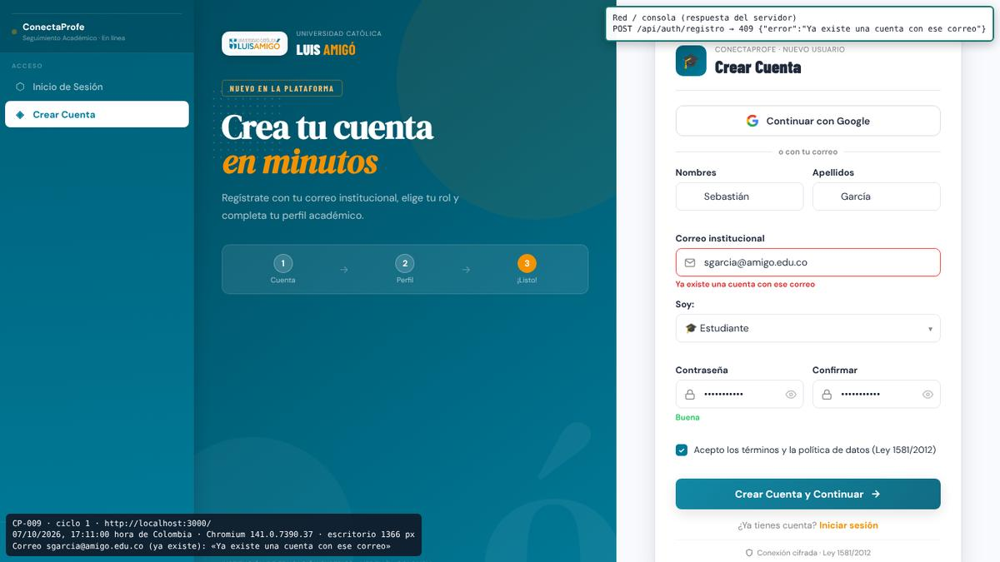 ConectaProfe
Seguimiento Académico · En línea
ACCESO
Inicio de Sesión
Crear Cuenta
UNIVERSIDAD CATÓLICA
LUISAMIGÓ
UNIVERSIDAD CATÓLICA
LUIS AMIGÓ
NUEVO EN LA PLATAFORMA
Crea tu cuenta
en minutos
Regístrate con tu correo institucional, elige tu rol y
completa tu perfil académico.
1 → 2 → 3
Cuenta Perfil ¡Listo!
CP-009 · ciclo 1 · http://localhost:3000/
07/10/2026, 17:11:00 hora de Colombia · Chromium 141.0.7390.37 · escritorio 1366 px
Correo sgarcia@amigo.edu.co (ya existe): «Ya existe una cuenta con ese correo»
Red / consola (respuesta del servidor)
POST /api/auth/registro → 409 {"error":"Ya existe una cuenta con ese correo"}
CONECTAPROFE · NUEVO USUARIO
Crear Cuenta
Continuar con Google
o con tu correo
Nombres Apellidos
Sebastián García
Correo institucional
sgarcia@amigo.edu.co
Ya existe una cuenta con ese correo
Soy:
🎓 Estudiante
Contraseña Confirmar
••••••••••• •••••••••••
Buena
Acepto los términos y la política de datos (Ley 1581/2012)
Crear Cuenta y Continuar →
¿Ya tienes cuenta? Iniciar sesión
Conexión cifrada · Ley 1581/2012